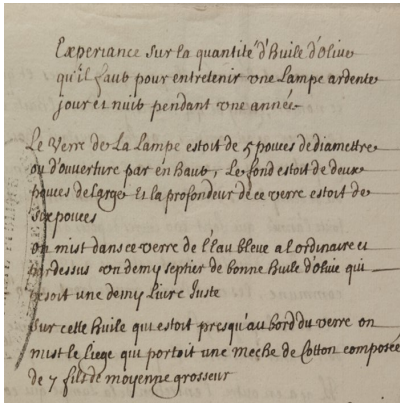 Experiance sur la quantité d'huile d'olive
qu'il faut pour entretenir vne Lampe ardente
jour et nuit pendant vne année
Le Verre de La Lampe estoit de 5 pouces de diametre
ou d'ouverture par en haut, Le fond estoit de deux
pouces de large Et la profondeur de ce verre estoit de
six pouces
on mist dans ce verre de l'eau bleue a l'ordinaire et
par dessus vn demy septier de bonne huile d'olive qui
pesoit une demy Livre Juste
Sur cette huile qui estoit presqu'au bord du verre on
mist le Liege qui portoit une meche de Cotton composée
de 7 fils de moyenne grosseur